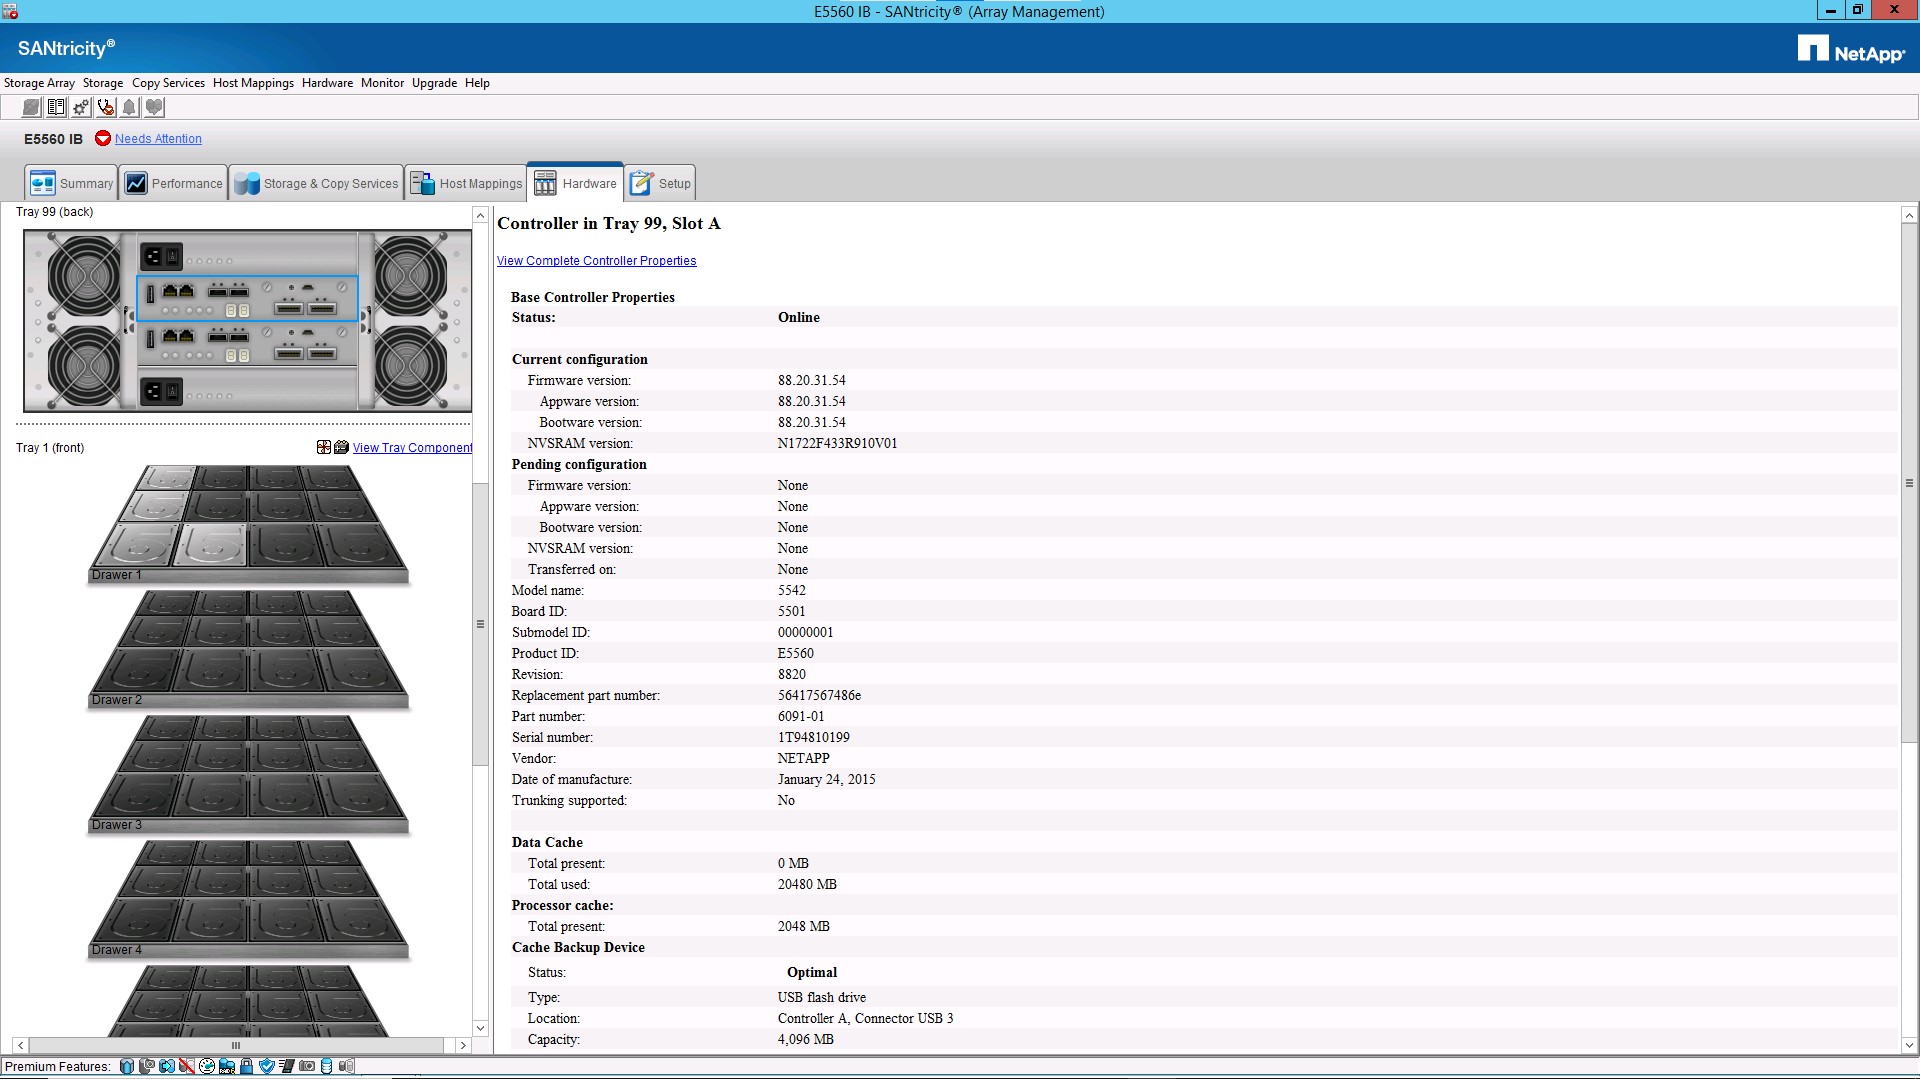 E5560 IB - SANtricity® (Array Management)
SANtricity®
NetApp®
Storage Array Storage Copy Services Host Mappings Hardware Monitor Upgrade Help
E5560 IB Needs Attention
Summary Performance Storage & Copy Services Host Mappings Hardware Setup
Tray 99 (back)
Tray 1 (front) View Tray Component
Drawer 1
Drawer 2
Drawer 3
Drawer 4
Controller in Tray 99, Slot A
View Complete Controller Properties
Base Controller Properties
Status: Online
Current configuration
Firmware version: 88.20.31.54
Appware version: 88.20.31.54
Bootware version: 88.20.31.54
NVSRAM version: N1722F433R910V01
Pending configuration
Firmware version: None
Appware version: None
Bootware version: None
NVSRAM version: None
Transferred on: None
Model name: 5542
Board ID: 5501
Submodel ID: 00000001
Product ID: E5560
Revision: 8820
Replacement part number: 56417567486e
Part number: 6091-01
Serial number: 1T94810199
Vendor: NETAPP
Date of manufacture: January 24, 2015
Trunking supported: No
Data Cache
Total present: 0 MB
Total used: 20480 MB
Processor cache:
Total present: 2048 MB
Cache Backup Device
Status: Optimal
Type: USB flash drive
Location: Controller A, Connector USB 3
Capacity: 4,096 MB
Premium Features: